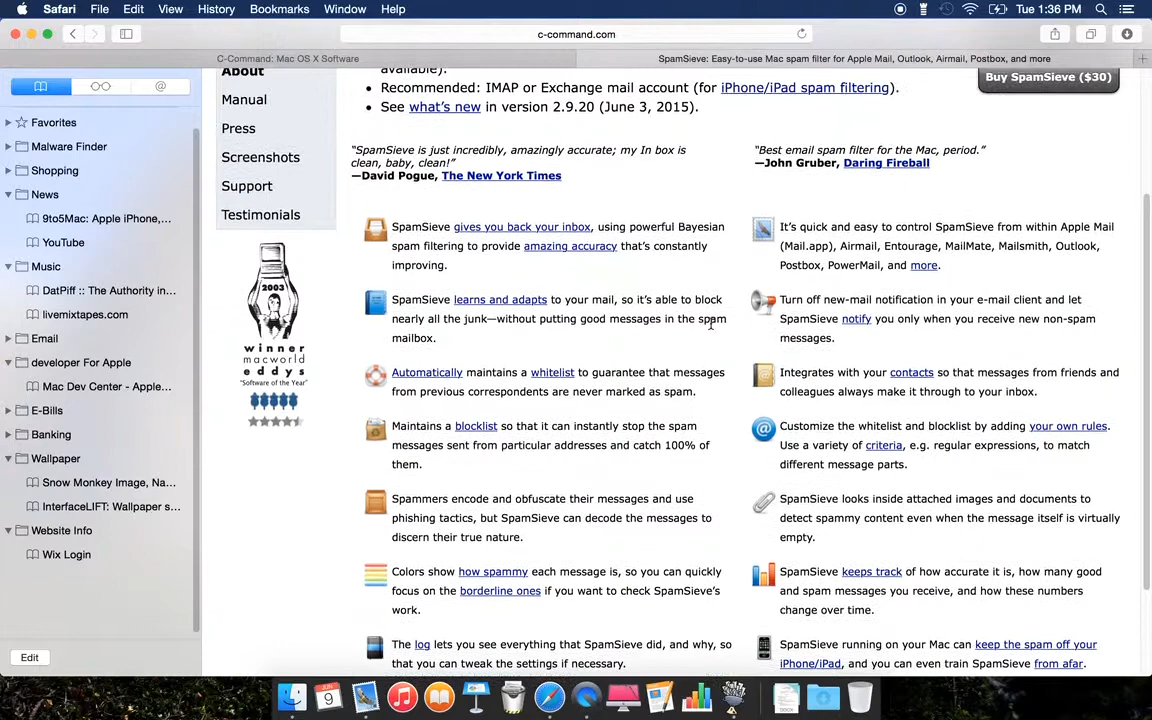 Safari File Edit View History Bookmarks Window Help Tue 1:36 PM
c-command.com
C-Command: Mac OS X Software
SpamSieve: Easy-to-use Mac spam filter for Apple Mail, Outlook, Airmail, Postbox, and more
Favorites
Malware Finder
Shopping
News
9to5Mac: Apple iPhone,...
YouTube
Music
DatPiff :: The Authority in...
livemixtapes.com
Email
developer For Apple
Mac Dev Center - Apple...
E-Bills
Banking
Wallpaper
Snow Monkey Image, Na...
InterfaceLIFT: Wallpaper s...
Website Info
Wix Login
Edit
About
Manual
Press
Screenshots
Support
Testimonials
2003
winner
macworld
eddys
"Software of the Year"
available).
• Recommended: IMAP or Exchange mail account (for iPhone/iPad spam filtering).
• See what's new in version 2.9.20 (June 3, 2015).
Buy SpamSieve ($30)
“SpamSieve is just incredibly, amazingly accurate; my In box is
clean, baby, clean!”
—David Pogue, The New York Times
“Best email spam filter for the Mac, period.”
—John Gruber, Daring Fireball
SpamSieve gives you back your inbox, using powerful Bayesian
spam filtering to provide amazing accuracy that’s constantly
improving.
It’s quick and easy to control SpamSieve from within Apple Mail
(Mail.app), Airmail, Entourage, MailMate, Mailsmith, Outlook,
Postbox, PowerMail, and more.
SpamSieve learns and adapts to your mail, so it’s able to block
nearly all the junk—without putting good messages in the spam
mailbox.
Turn off new-mail notification in your e-mail client and let
SpamSieve notify you only when you receive new non-spam
messages.
Automatically maintains a whitelist to guarantee that messages
from previous correspondents are never marked as spam.
Integrates with your contacts so that messages from friends and
colleagues always make it through to your inbox.
Maintains a blocklist so that it can instantly stop the spam
messages sent from particular addresses and catch 100% of
them.
Customize the whitelist and blocklist by adding your own rules.
Use a variety of criteria, e.g. regular expressions, to match
different message parts.
Spammers encode and obfuscate their messages and use
phishing tactics, but SpamSieve can decode the messages to
discern their true nature.
SpamSieve looks inside attached images and documents to
detect spammy content even when the message itself is virtually
empty.
Colors show how spammy each message is, so you can quickly
focus on the borderline ones if you want to check SpamSieve’s
work.
SpamSieve keeps track of how accurate it is, how many good
and spam messages you receive, and how these numbers
change over time.
The log lets you see everything that SpamSieve did, and why, so
that you can tweak the settings if necessary.
SpamSieve running on your Mac can keep the spam off your
iPhone/iPad, and you can even train SpamSieve from afar.
9